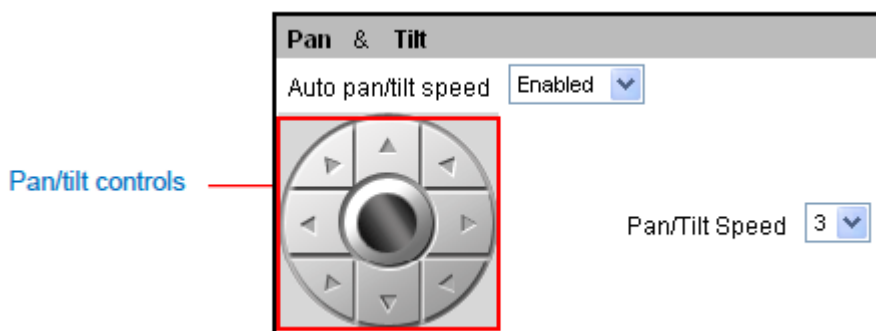 Pan & Tilt
Auto pan/tilt speed Enabled
Pan/tilt controls
Pan/Tilt Speed 3